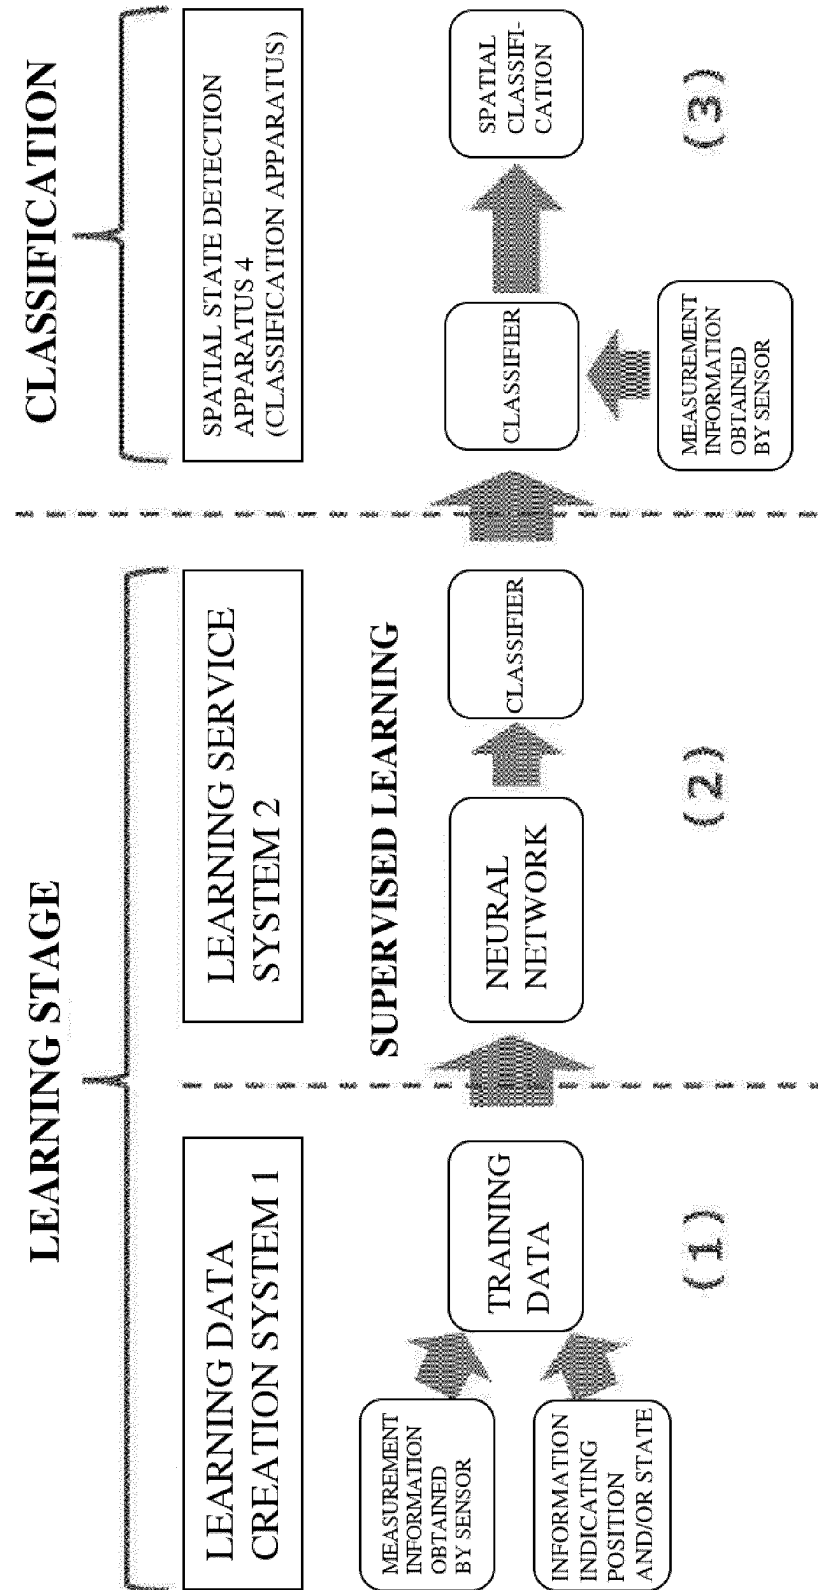 LEARNING STAGE
CLASSIFICATION
LEARNING DATA
CREATION SYSTEM 1
LEARNING SERVICE
SYSTEM 2
SPATIAL STATE DETECTION
APPARATUS 4
(CLASSIFICATION APPARATUS)
SUPERVISED LEARNING
MEASUREMENT
INFORMATION
OBTAINED
BY SENSOR
INFORMATION
INDICATING
POSITION
AND/OR STATE
TRAINING
DATA
NEURAL
NETWORK
CLASSIFIER
CLASSIFIER
SPATIAL
CLASSIFI-
CATION
MEASUREMENT
INFORMATION
OBTAINED
BY SENSOR
(1)
(2)
(3)